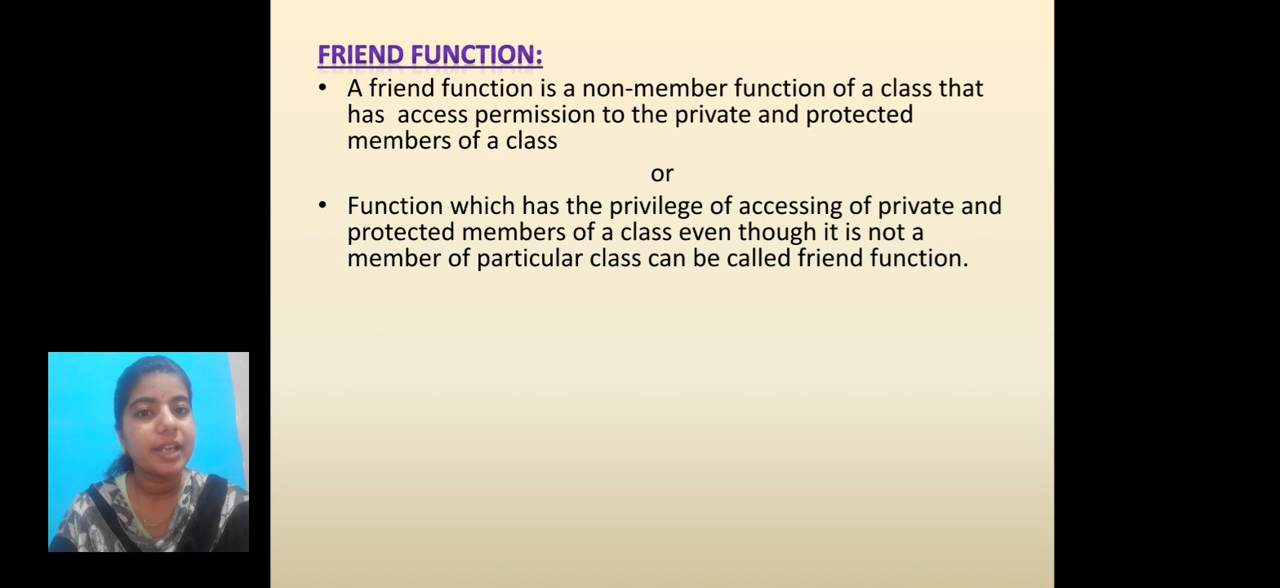 FRIEND FUNCTION:
• A friend function is a non-member function of a class that
has  access permission to the private and protected
members of a class
or
• Function which has the privilege of accessing of private and
protected members of a class even though it is not a
member of particular class can be called friend function.